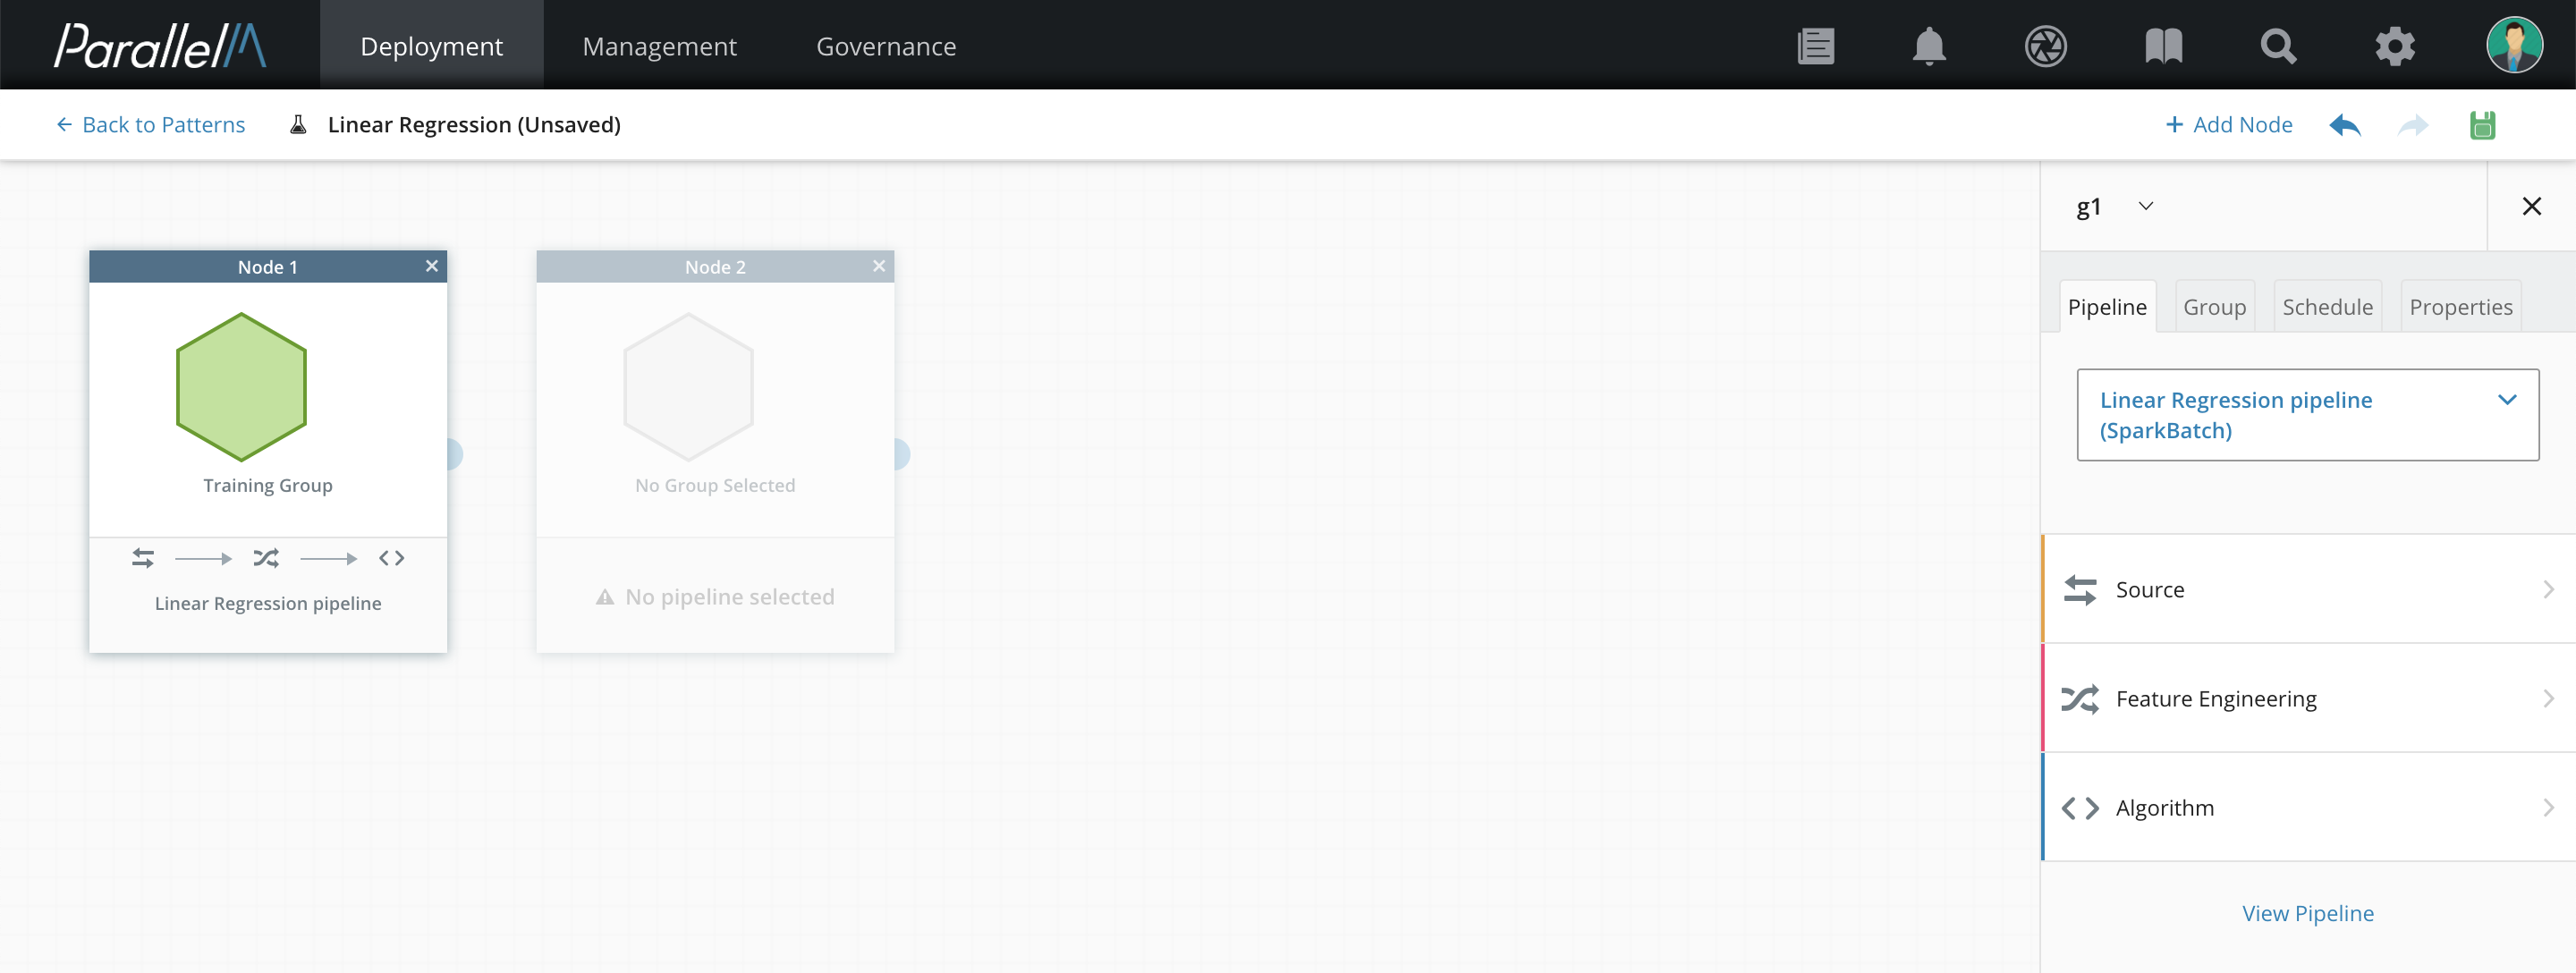 ParallelM
Deployment
Management
Governance
Back to Patterns
Linear Regression (Unsaved)
Add Node
g1
Node 1
Node 2
Pipeline
Group
Schedule
Properties
Linear Regression pipeline
(SparkBatch)
Training Group
No Group Selected
Linear Regression pipeline
No pipeline selected
Source
Feature Engineering
Algorithm
View Pipeline